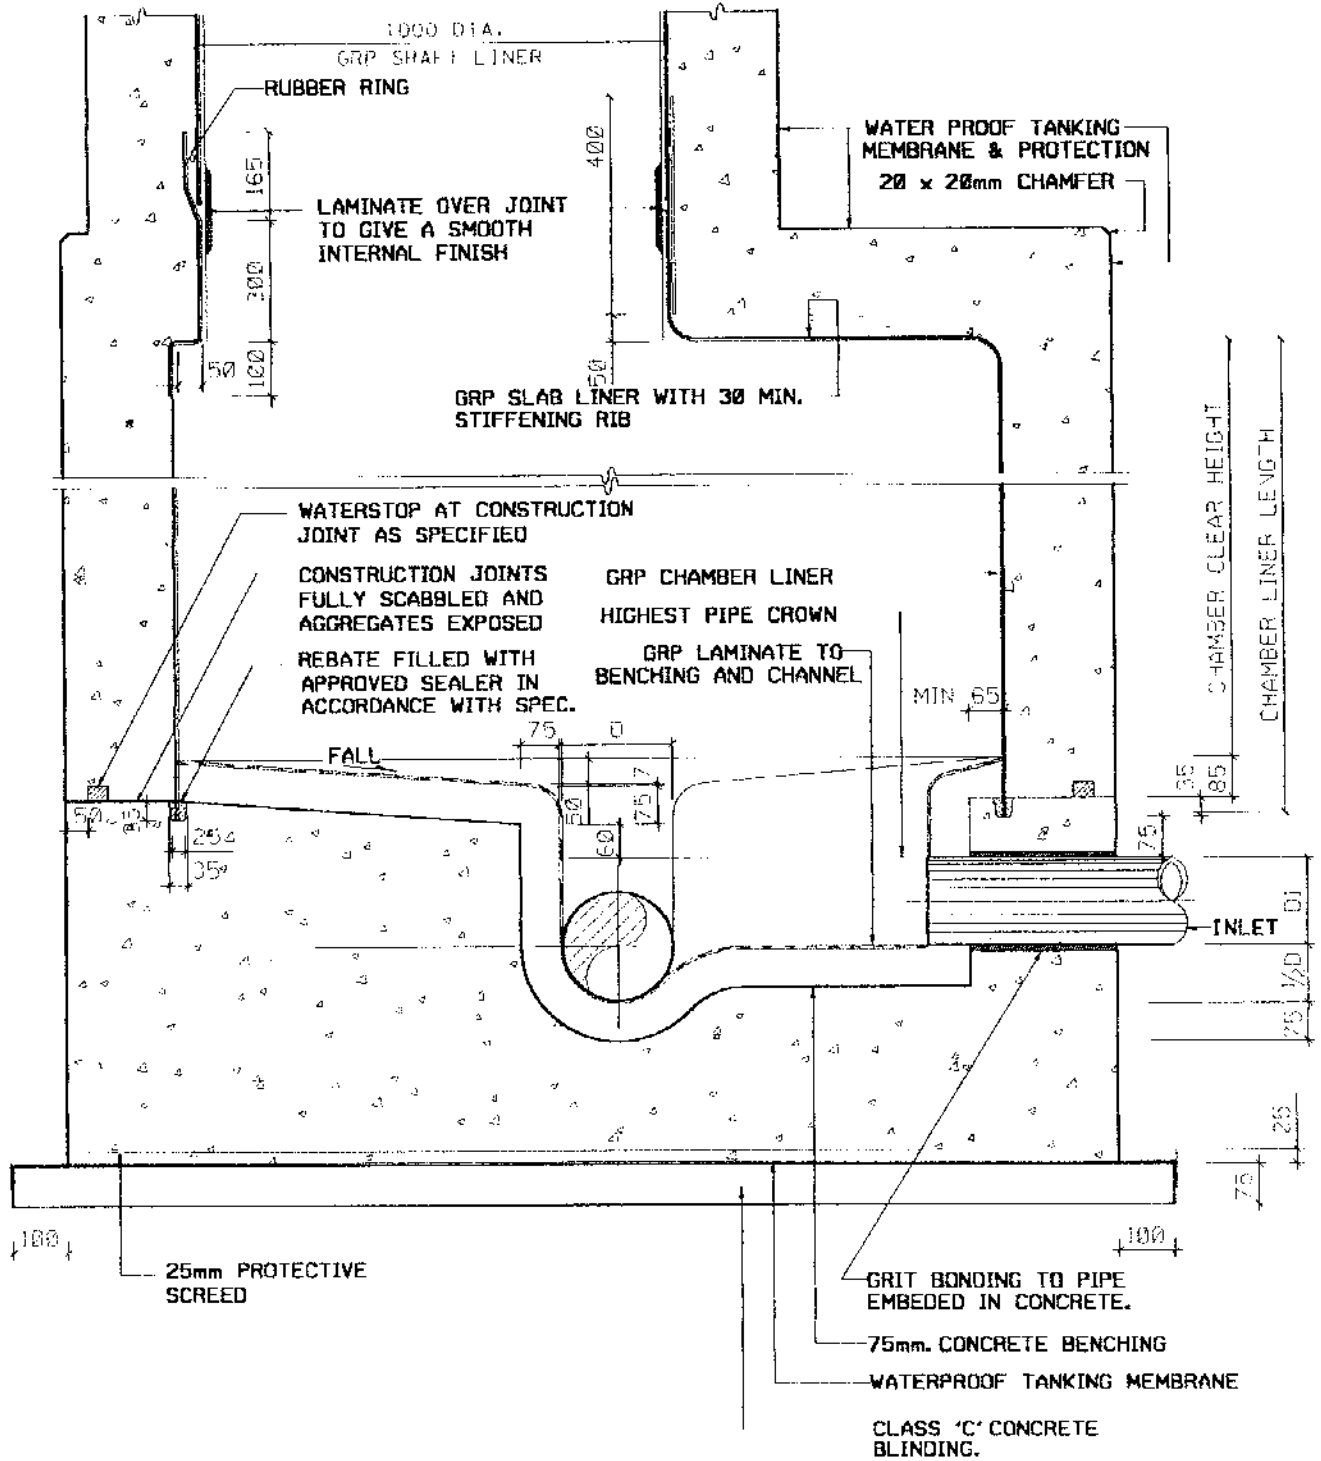 1000 DIA.
GRP SHAFT LINER
RUBBER RING
165
300
100
50
400
50
LAMINATE OVER JOINT
TO GIVE A SMOOTH
INTERNAL FINISH
WATER PROOF TANKING
MEMBRANE & PROTECTION
20 x 20mm CHAMFER
GRP SLAB LINER WITH 30 MIN.
STIFFENING RIB
CHAMBER CLEAR HEIGHT
CHAMBER LINER LENGTH
WATERSTOP AT CONSTRUCTION
JOINT AS SPECIFIED
CONSTRUCTION JOINTS
FULLY SCABBLED AND
AGGREGATES EXPOSED
REBATE FILLED WITH
APPROVED SEALER IN
ACCORDANCE WITH SPEC.
GRP CHAMBER LINER
HIGHEST PIPE CROWN
GRP LAMINATE TO
BENCHING AND CHANNEL
MIN 65
75
D
FALL
50
75
60
50
25
35
35
85
75
INLET
D1
1/2D
75
25
75
100
100
25mm PROTECTIVE
SCREED
GRIT BONDING TO PIPE
EMBEDED IN CONCRETE.
75mm. CONCRETE BENCHING
WATERPROOF TANKING MEMBRANE
CLASS 'C' CONCRETE
BLINDING.